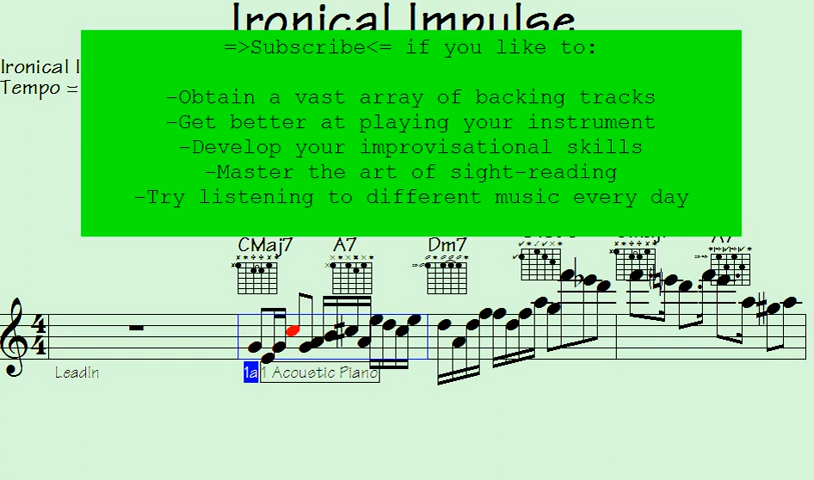 Ironical Impulse
=>Subscribe<= if you like to:
Ironical I
Tempo =
-Obtain a vast array of backing tracks
-Get better at playing your instrument
-Develop your improvisational skills
-Master the art of sight-reading
-Try listening to different music every day
CMaj7 A7 Dm7 A7
4
4
LeadIn 1a 1 Acoustic Piano